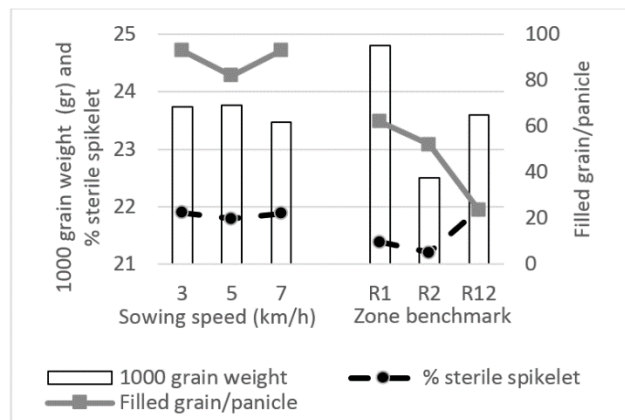 1000 grain weight (gr) and
% sterile spikelet
25
24
23
22
21
100
80
60
40
20
0
Filled grain/panicle
3 5 7 R1 R2 R12
Sowing speed (km/h) Zone benchmark
1000 grain weight % sterile spikelet
Filled grain/panicle